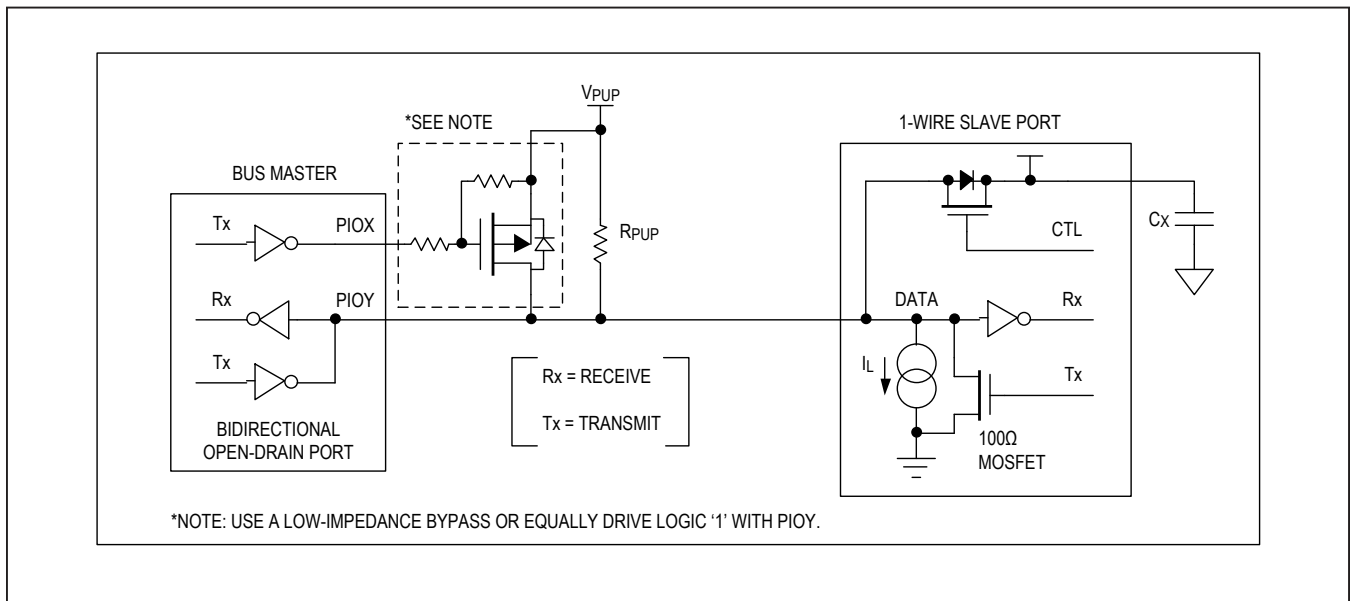 VPUP
*SEE NOTE
1-WIRE SLAVE PORT
BUS MASTER
Tx
PIOX
RPUP
CX
CTL
Rx
PIOY
DATA
Rx
Tx
IL
Tx
Rx = RECEIVE
Tx = TRANSMIT
BIDIRECTIONAL
OPEN-DRAIN PORT
100Ω
MOSFET
*NOTE: USE A LOW-IMPEDANCE BYPASS OR EQUALLY DRIVE LOGIC ‘1’ WITH PIOY.